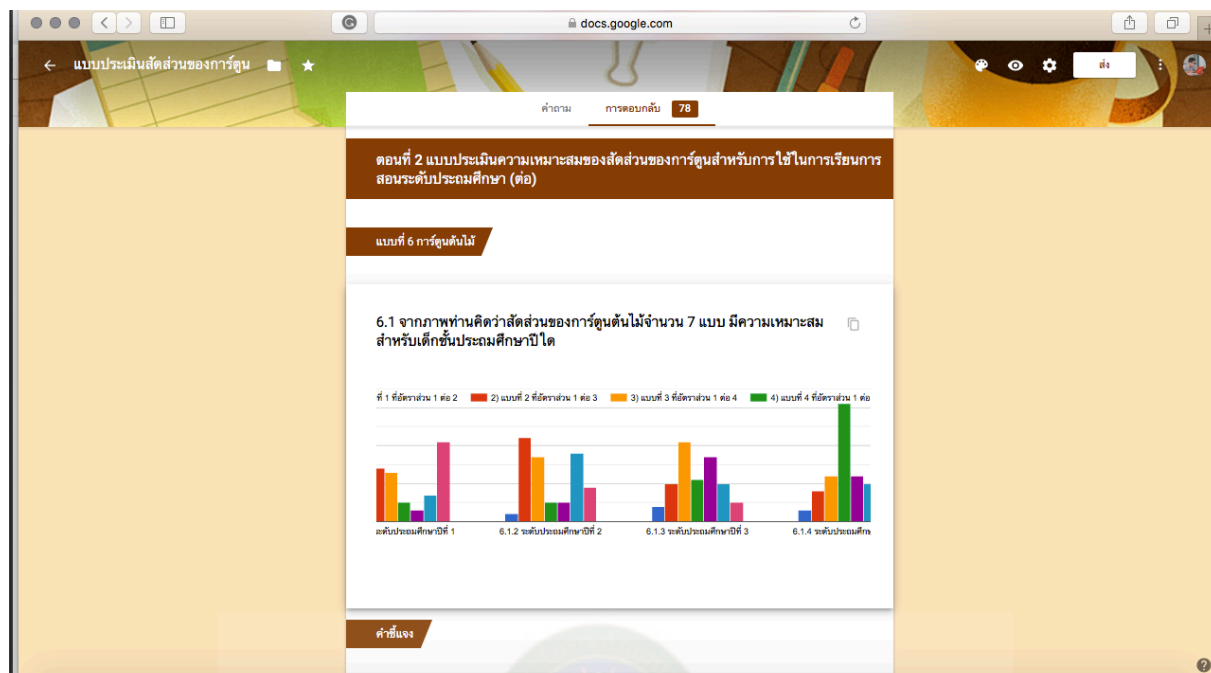 docs.google.com
แบบประเมินสัดส่วนของการ์ตูน
ส่ง
คำถาม การตอบกลับ 78
ตอนที่ 2 แบบประเมินความเหมาะสมของสัดส่วนของการ์ตูนสำหรับการใช้ในการเรียนการ
สอนระดับประถมศึกษา (ต่อ)
แบบที่ 6 การ์ตูนต้นไม้
6.1 จากภาพท่านคิดว่าสัดส่วนของการ์ตูนต้นไม้จำนวน 7 แบบ มีความเหมาะสม
สำหรับเด็กชั้นประถมศึกษาปีใด
ที่ 1 ที่อัตราส่วน 1 ต่อ 2 2) แบบที่ 2 ที่อัตราส่วน 1 ต่อ 3 3) แบบที่ 3 ที่อัตราส่วน 1 ต่อ 4 4) แบบที่ 4 ที่อัตราส่วน 1 ต่อ
ะดับประถมศึกษาปีที่ 1 6.1.2 ระดับประถมศึกษาปีที่ 2 6.1.3 ระดับประถมศึกษาปีที่ 3 6.1.4 ระดับประถมศึก
คำชี้แจง